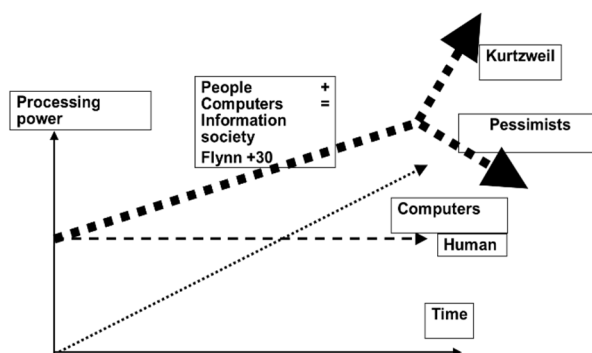 Kurtzweil
People +
Computers =
Information
society
Flynn +30
Processing
power
Pessimists
Computers
Human
Time